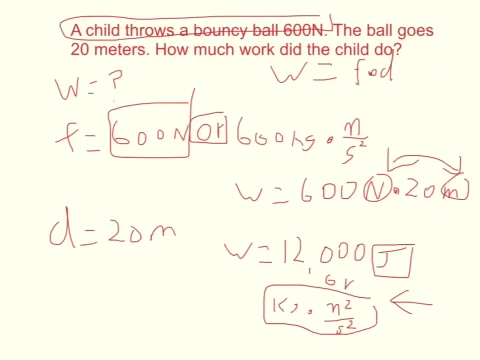 A child throws a bouncy ball 600N. The ball goes
20 meters. How much work did the child do?
W = f•d
W = ?
f = 600N or 600kg • m/s²
W = 600N • 20m
d = 20m
W = 12,000 J
or
Kg • m²/s²